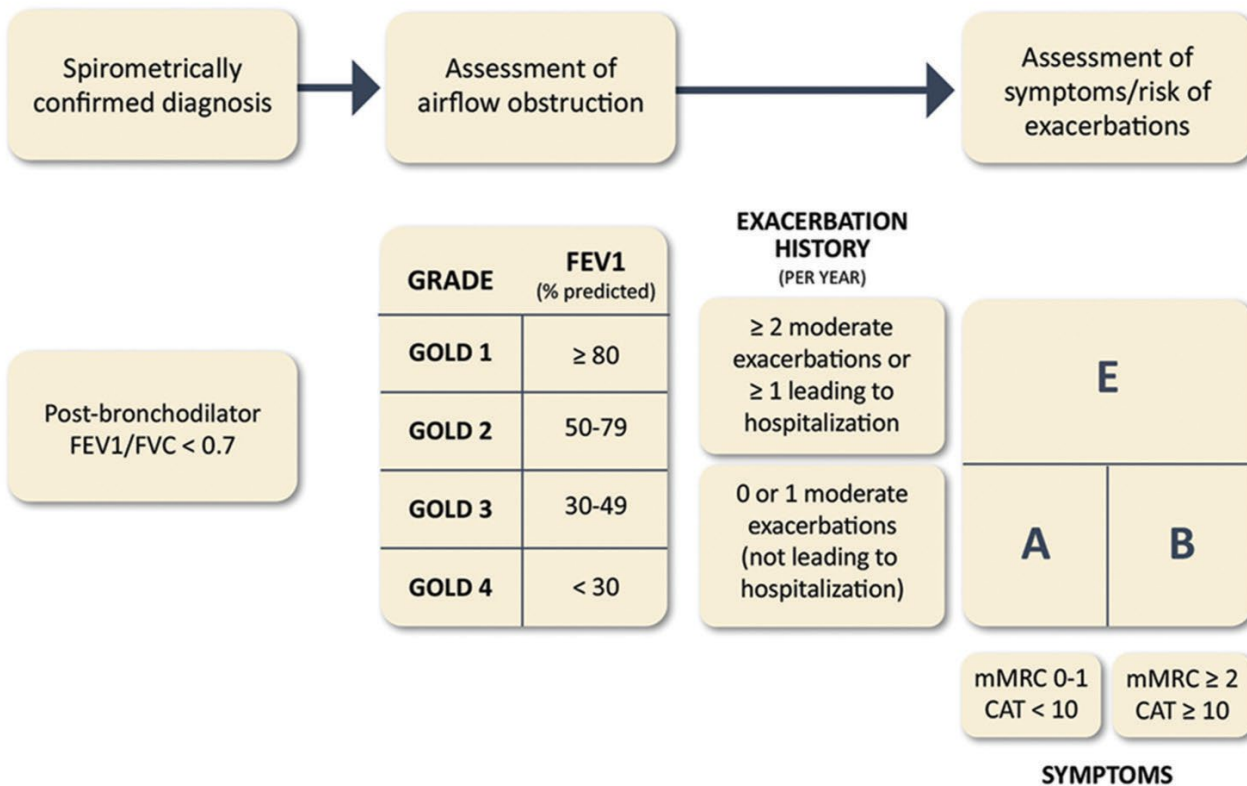 Spirometrically
confirmed diagnosis
Assessment of
airflow obstruction
Assessment of
symptoms/risk of
exacerbations
Post-bronchodilator
FEV1/FVC < 0.7
GRADE
FEV1
(% predicted)
GOLD 1
≥ 80
GOLD 2
50-79
GOLD 3
30-49
GOLD 4
< 30
EXACERBATION
HISTORY
(PER YEAR)
≥ 2 moderate
exacerbations or
≥ 1 leading to
hospitalization
0 or 1 moderate
exacerbations
(not leading to
hospitalization)
E
A
B
mMRC 0-1
CAT < 10
mMRC ≥ 2
CAT ≥ 10
SYMPTOMS